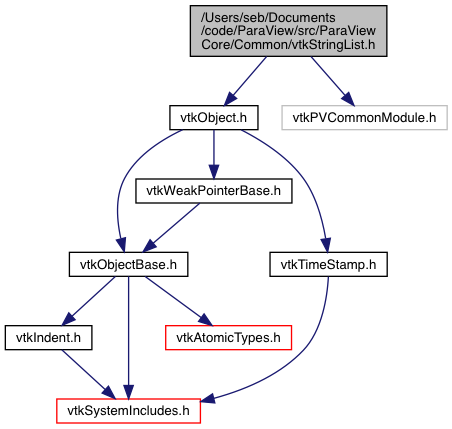 /Users/seb/Documents
/code/ParaView/src/ParaView
Core/Common/vtkStringList.h
vtkObject.h
vtkPVCommonModule.h
vtkWeakPointerBase.h
vtkObjectBase.h
vtkTimeStamp.h
vtkIndent.h
vtkAtomicTypes.h
vtkSystemIncludes.h